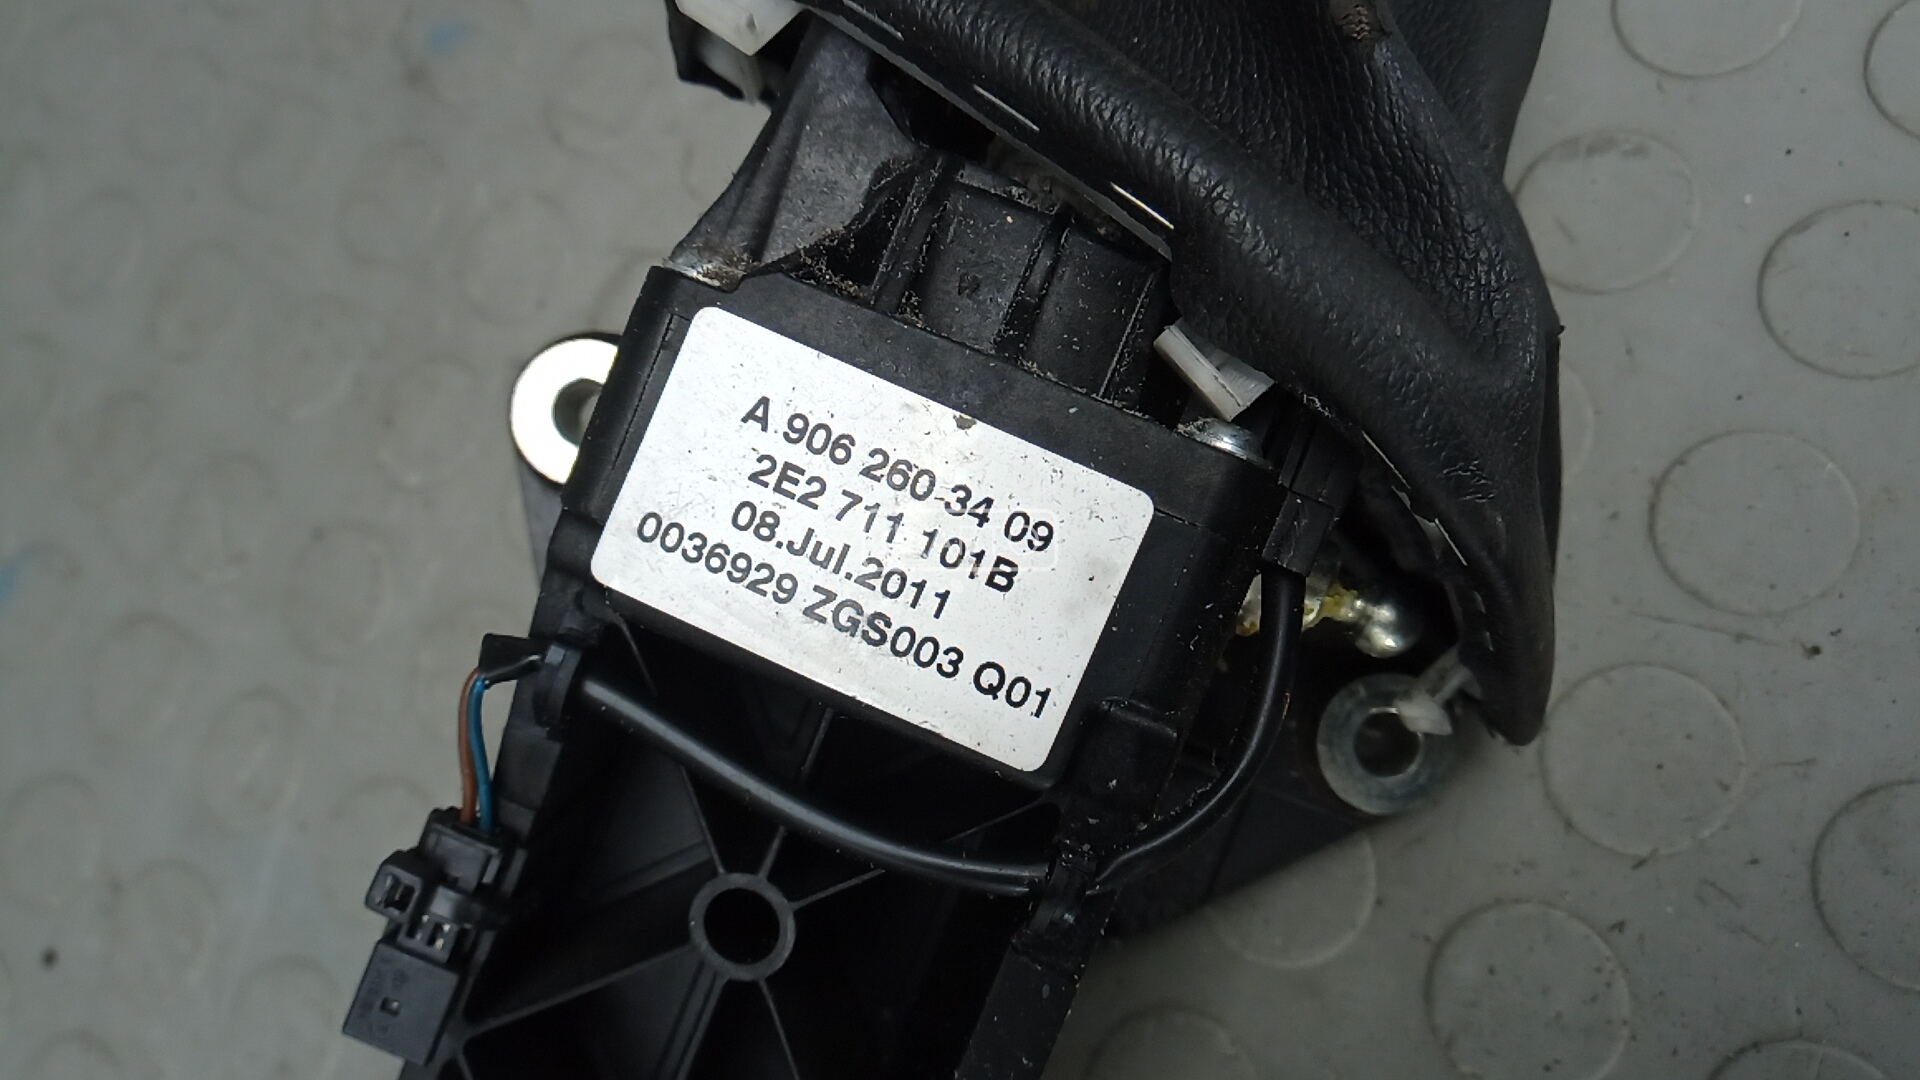 A 906 260 34 09
2E2 711 101B
08.Jul.2011
0036929 ZGS003 Q01